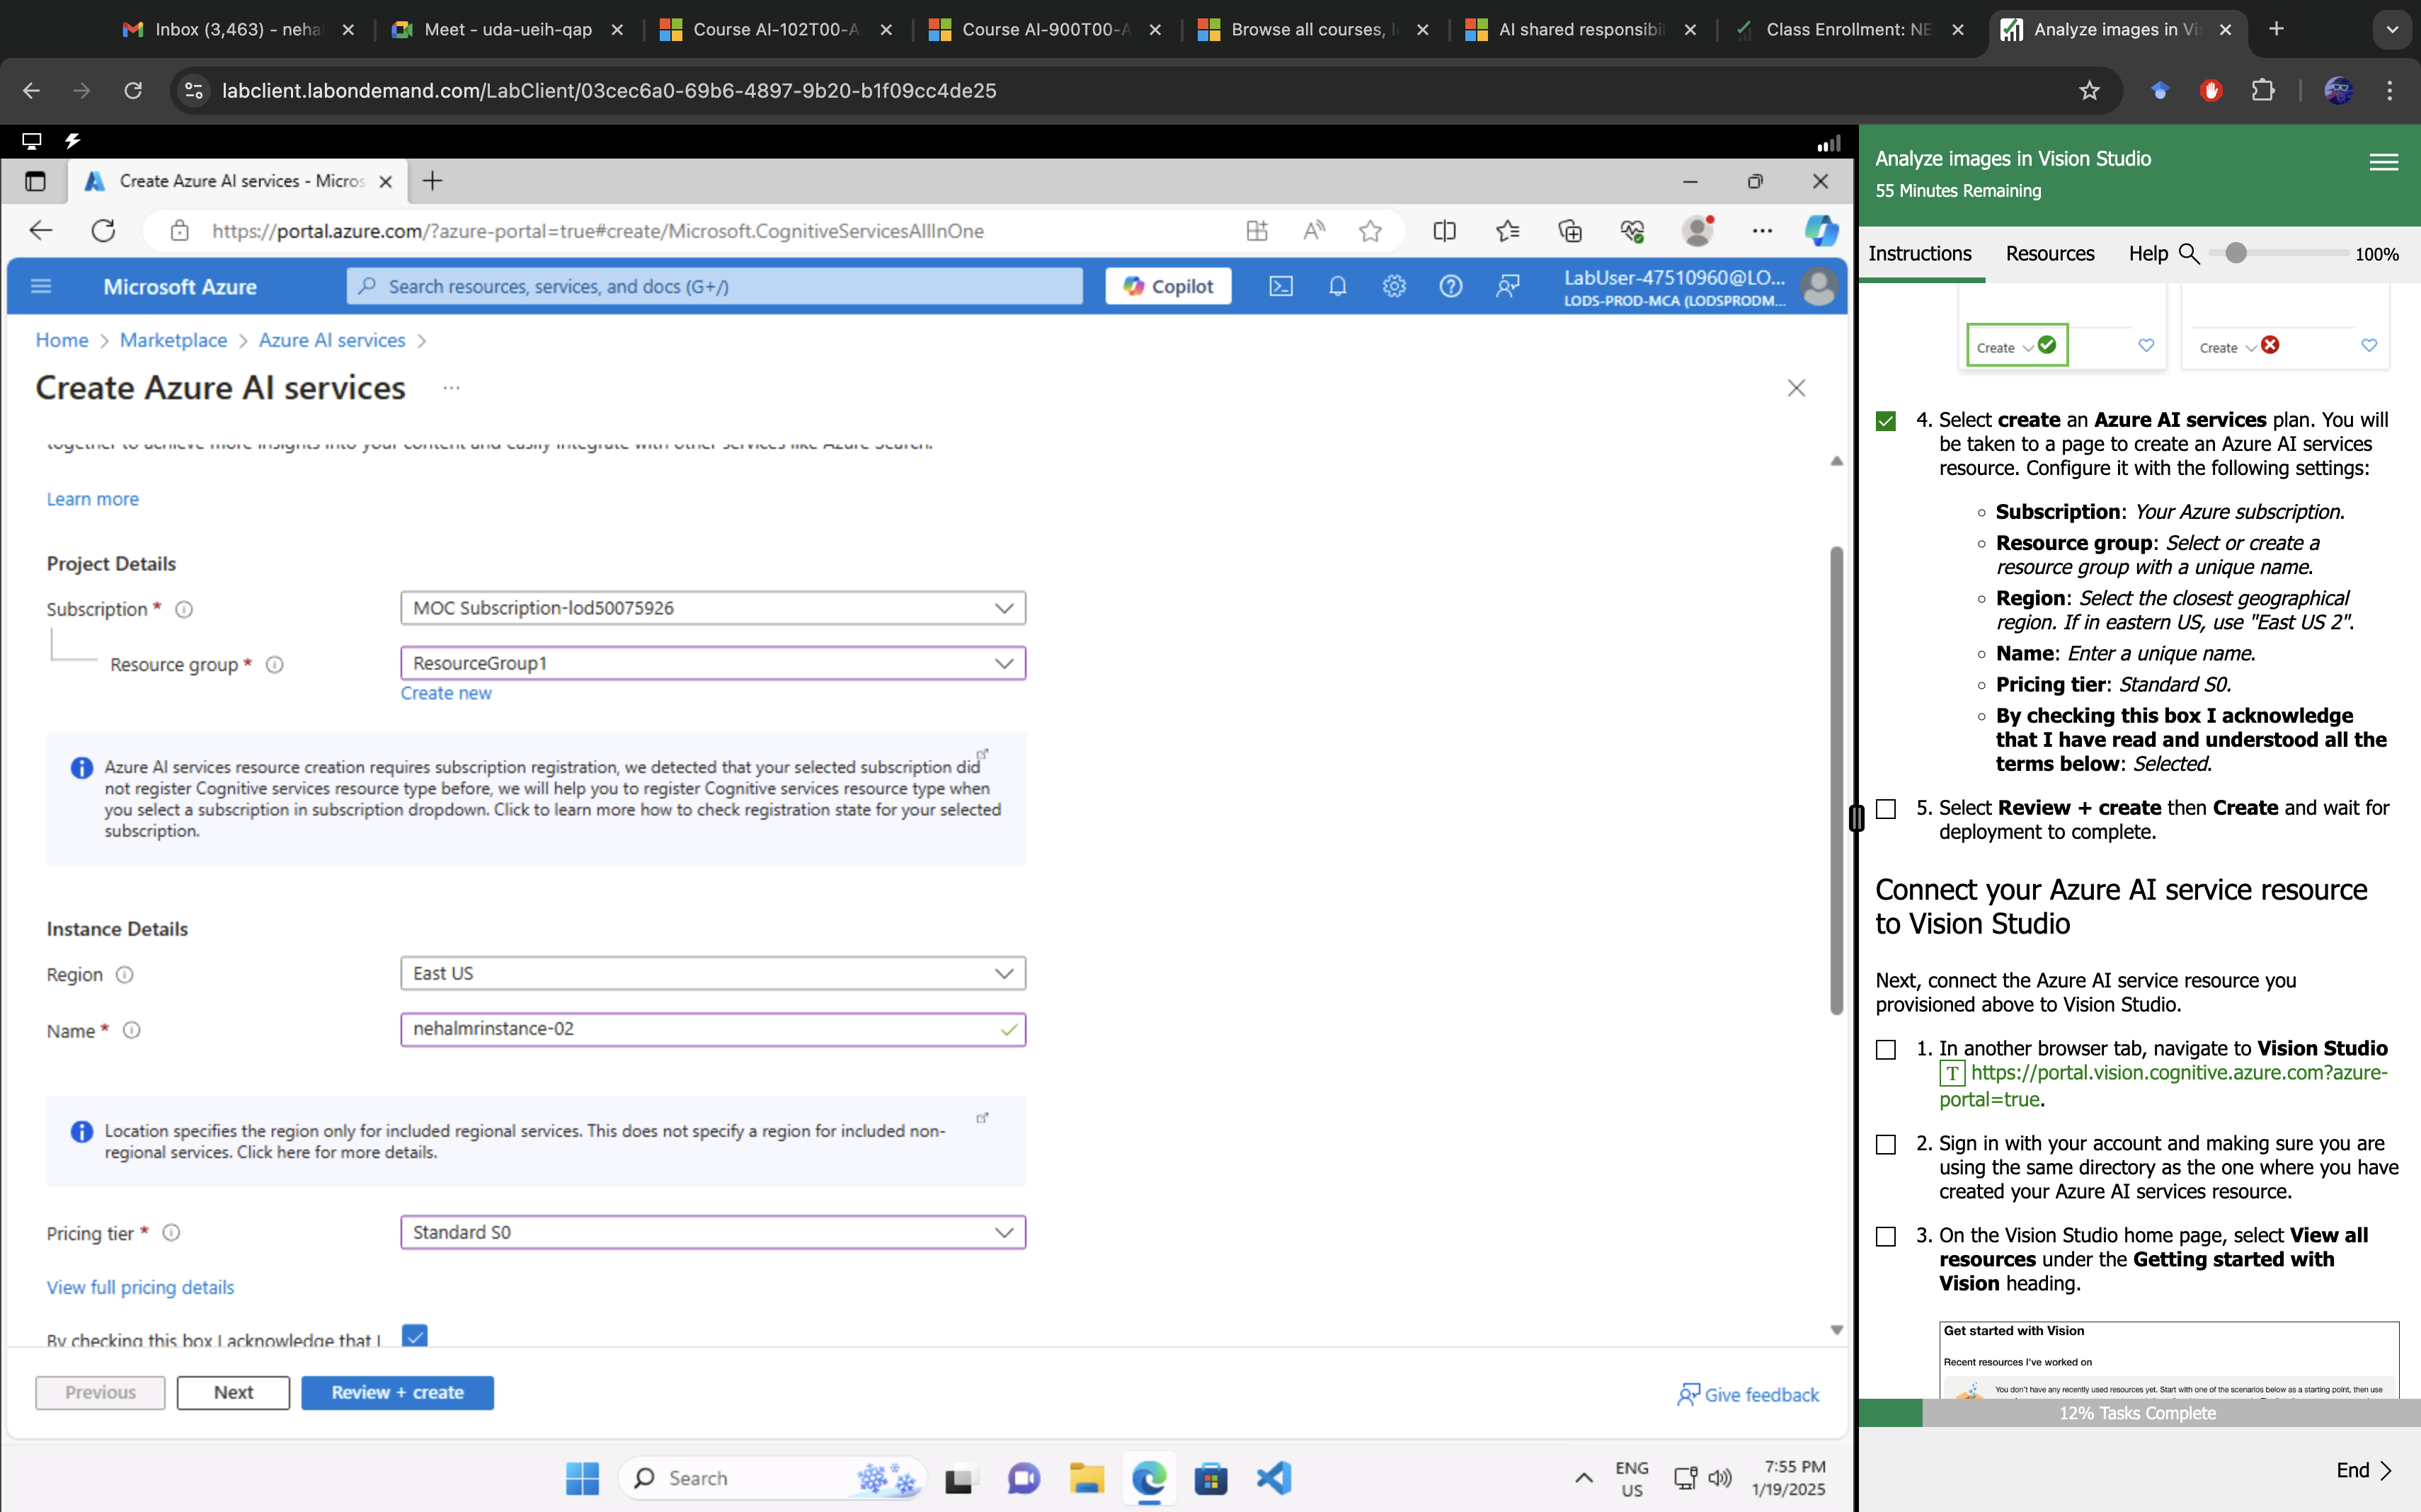 Inbox (3,463) - neha
Meet - uda-ueih-qap
Course AI-102T00-A
Course AI-900T00-A
Browse all courses, l
AI shared responsibil
Class Enrollment: NE
Analyze images in Vi
labclient.labondemand.com/LabClient/03cec6a0-69b6-4897-9b20-b1f09cc4de25
Create Azure AI services - Micros
https://portal.azure.com/?azure-portal=true#create/Microsoft.CognitiveServicesAllInOne
Microsoft Azure
Search resources, services, and docs (G+/)
Copilot
LabUser-47510960@LO...
LODS-PROD-MCA (LODSPRODM...
Home > Marketplace > Azure AI services >
Create Azure AI services ...
together to achieve more insights into your content and easily integrate with other services like Azure Search.
Learn more
Project Details
Subscription *
MOC Subscription-lod50075926
Resource group *
ResourceGroup1
Create new
Azure AI services resource creation requires subscription registration, we detected that your selected subscription did
not register Cognitive services resource type before, we will help you to register Cognitive services resource type when
you select a subscription in subscription dropdown. Click to learn more how to check registration state for your selected
subscription.
Instance Details
Region
East US
Name *
nehalmrinstance-02
Location specifies the region only for included regional services. This does not specify a region for included non-
regional services. Click here for more details.
Pricing tier *
Standard S0
View full pricing details
By checking this box I acknowledge that I
Previous
Next
Review + create
Give feedback
Search
ENG
US
7:55 PM
1/19/2025
Analyze images in Vision Studio
55 Minutes Remaining
Instructions
Resources
Help
100%
Create
Create
4. Select create an Azure AI services plan. You will
be taken to a page to create an Azure AI services
resource. Configure it with the following settings:
Subscription: Your Azure subscription.
Resource group: Select or create a
resource group with a unique name.
Region: Select the closest geographical
region. If in eastern US, use "East US 2".
Name: Enter a unique name.
Pricing tier: Standard S0.
By checking this box I acknowledge
that I have read and understood all the
terms below: Selected.
5. Select Review + create then Create and wait for
deployment to complete.
Connect your Azure AI service resource
to Vision Studio
Next, connect the Azure AI service resource you
provisioned above to Vision Studio.
1. In another browser tab, navigate to Vision Studio
T https://portal.vision.cognitive.azure.com?azure-
portal=true.
2. Sign in with your account and making sure you are
using the same directory as the one where you have
created your Azure AI services resource.
3. On the Vision Studio home page, select View all
resources under the Getting started with
Vision heading.
Get started with Vision
Recent resources I've worked on
You don't have any recently used resources yet. Start with one of the scenarios below as a starting point, then use
12% Tasks Complete
End